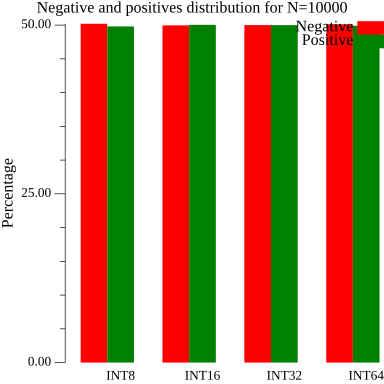 Negative and positives distribution for N=10000
50.00
Negative
Positive
Percentage
25.00
0.00
INT8 INT16 INT32 INT64